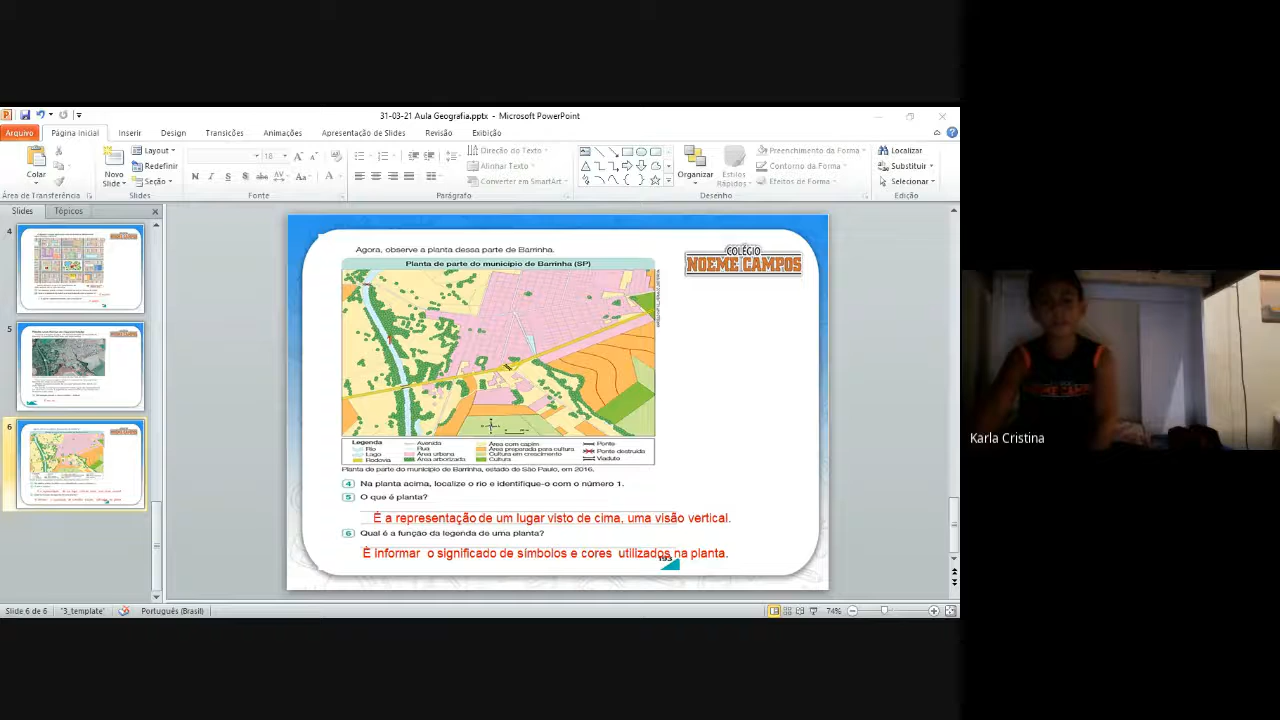 31-03-21 Aula Geografia.pptx - Microsoft PowerPoint
Arquivo Página Inicial Inserir Design Transições Animações Apresentação de Slides Revisão Exibição
Colar
Novo Slide
Layout
Redefinir
Seção
18
N I S abc AV Aa A
Direção do Texto
Alinhar Texto
Converter em SmartArt
Organizar
Estilos Rápidos
Preenchimento da Forma
Contorno da Forma
Efeitos de Forma
Localizar
Substituir
Selecionar
Área de Transferência Slides Fonte Parágrafo Desenho Edição
Slides Tópicos
4
5
6
Agora, observe a planta dessa parte de Barrinha.
COLÉGIO
NOEME CAMPOS
Planta de parte do município de Barrinha (SP)
Legenda
Rio
Lago
Rodovia
Avenida
Rua
Área urbana
Área arborizada
Área com capim
Área preparada para cultura
Cultura em crescimento
Cultura
Ponte
Ponte destruída
Viaduto
Planta de parte do município de Barrinha, estado de São Paulo, em 2016.
4 Na planta acima, localize o rio e identifique-o com o número 1.
5 O que é planta?
É a representação de um lugar visto de cima, uma visão vertical.
6 Qual é a função da legenda de uma planta?
É informar o significado de símbolos e cores utilizados na planta.
193
Karla Cristina
Slide 6 de 6 "3_template" Português (Brasil) 74%